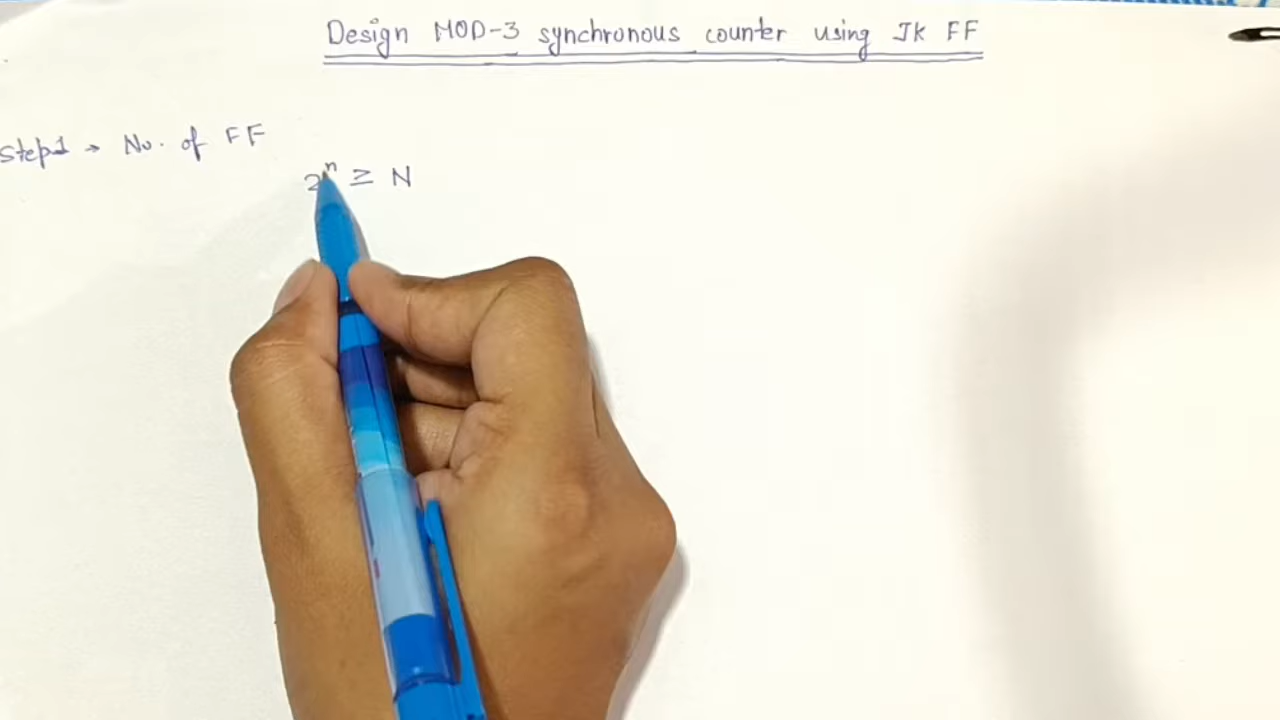 Design MOD-3 synchronous counter using JK FF
Step1 → No. of FF
2ⁿ ≥ N